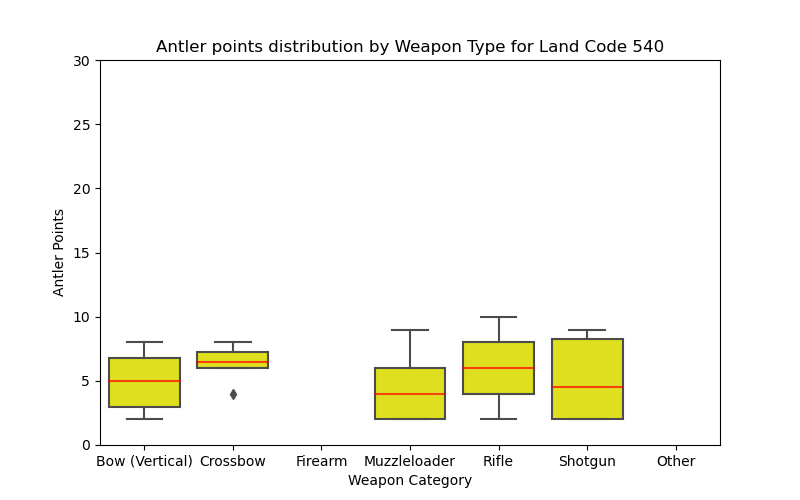 Antler points distribution by Weapon Type for Land Code 540
30
25
20
15
10
5
0
Antler Points
Bow (Vertical) Crossbow Firearm Muzzleloader Rifle Shotgun Other
Weapon Category